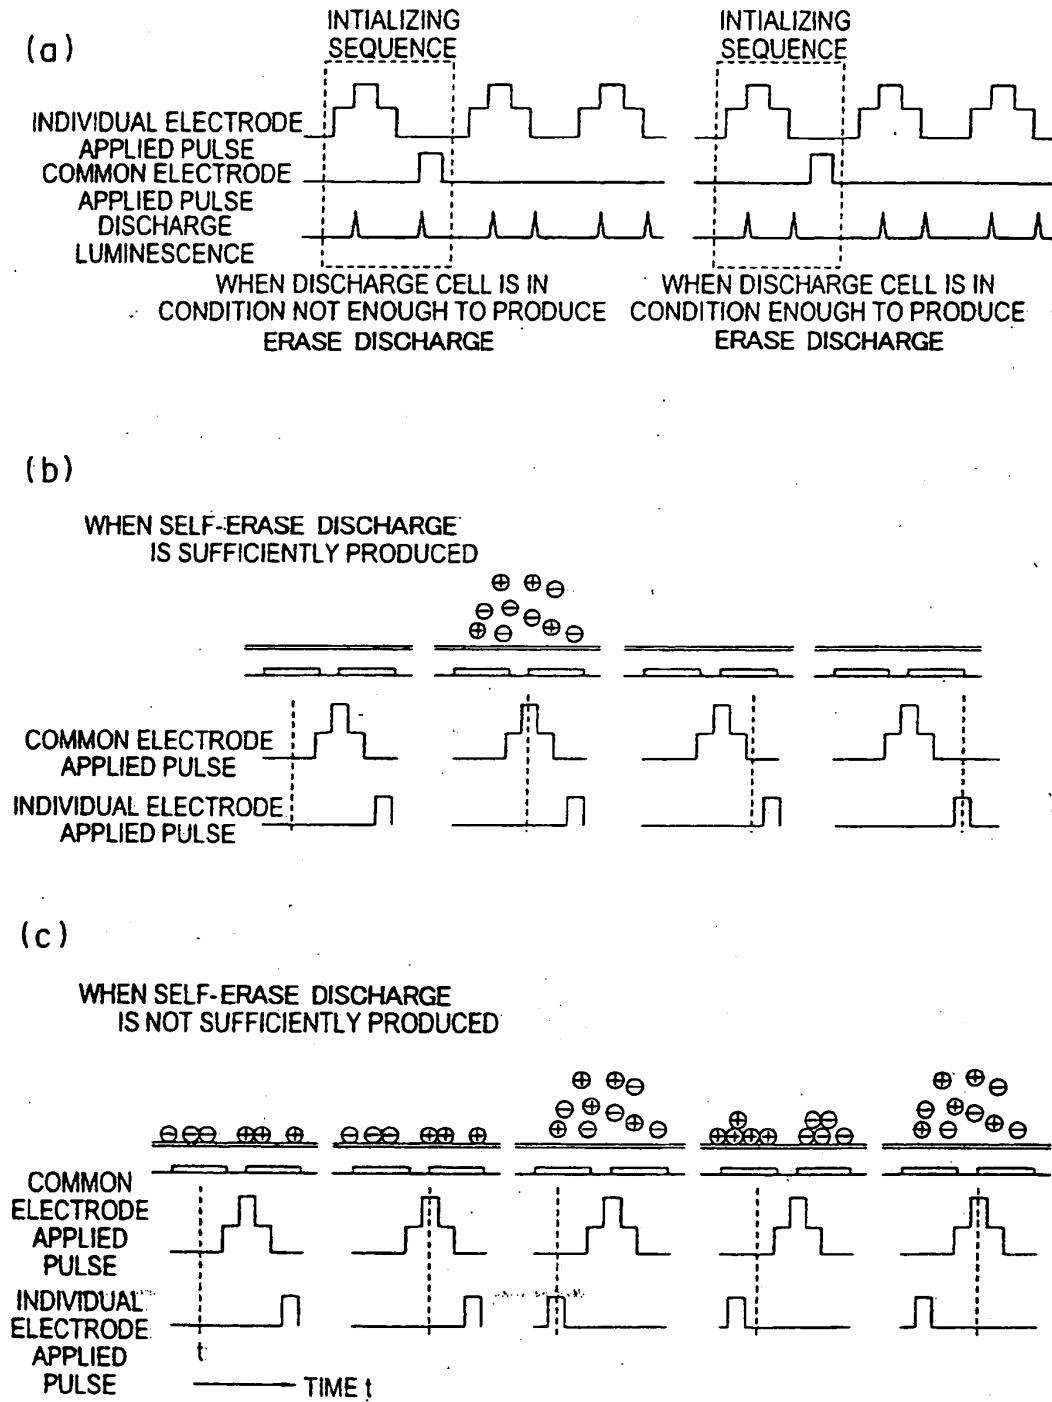 (a)
INTIALIZING
SEQUENCE
INTIALIZING
SEQUENCE
INDIVIDUAL ELECTRODE
APPLIED PULSE
COMMON ELECTRODE
APPLIED PULSE
DISCHARGE
LUMINESCENCE
WHEN DISCHARGE CELL IS IN
CONDITION NOT ENOUGH TO PRODUCE
ERASE DISCHARGE
WHEN DISCHARGE CELL IS IN
CONDITION ENOUGH TO PRODUCE
ERASE DISCHARGE
(b)
WHEN SELF-ERASE DISCHARGE
IS SUFFICIENTLY PRODUCED
COMMON ELECTRODE
APPLIED PULSE
INDIVIDUAL ELECTRODE
APPLIED PULSE
(c)
WHEN SELF-ERASE DISCHARGE
IS NOT SUFFICIENTLY PRODUCED
COMMON
ELECTRODE
APPLIED
PULSE
INDIVIDUAL
ELECTRODE
APPLIED
PULSE
t
TIME t